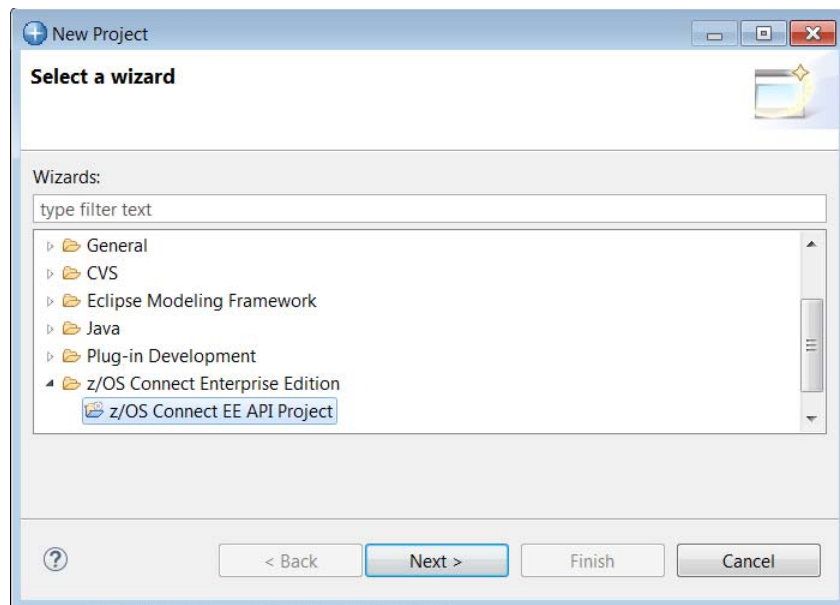 New Project
Select a wizard
Wizards:
type filter text
General
CVS
Eclipse Modeling Framework
Java
Plug-in Development
z/OS Connect Enterprise Edition
z/OS Connect EE API Project
?
< Back Next > Finish Cancel